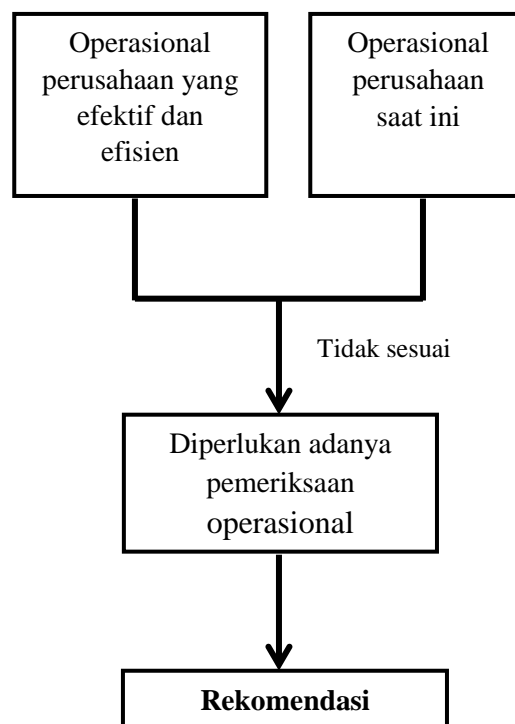 Operasional
perusahaan yang
efektif dan
efisien
Operasional
perusahaan
saat ini
Tidak sesuai
Diperlukan adanya
pemeriksaan
operasional
Rekomendasi